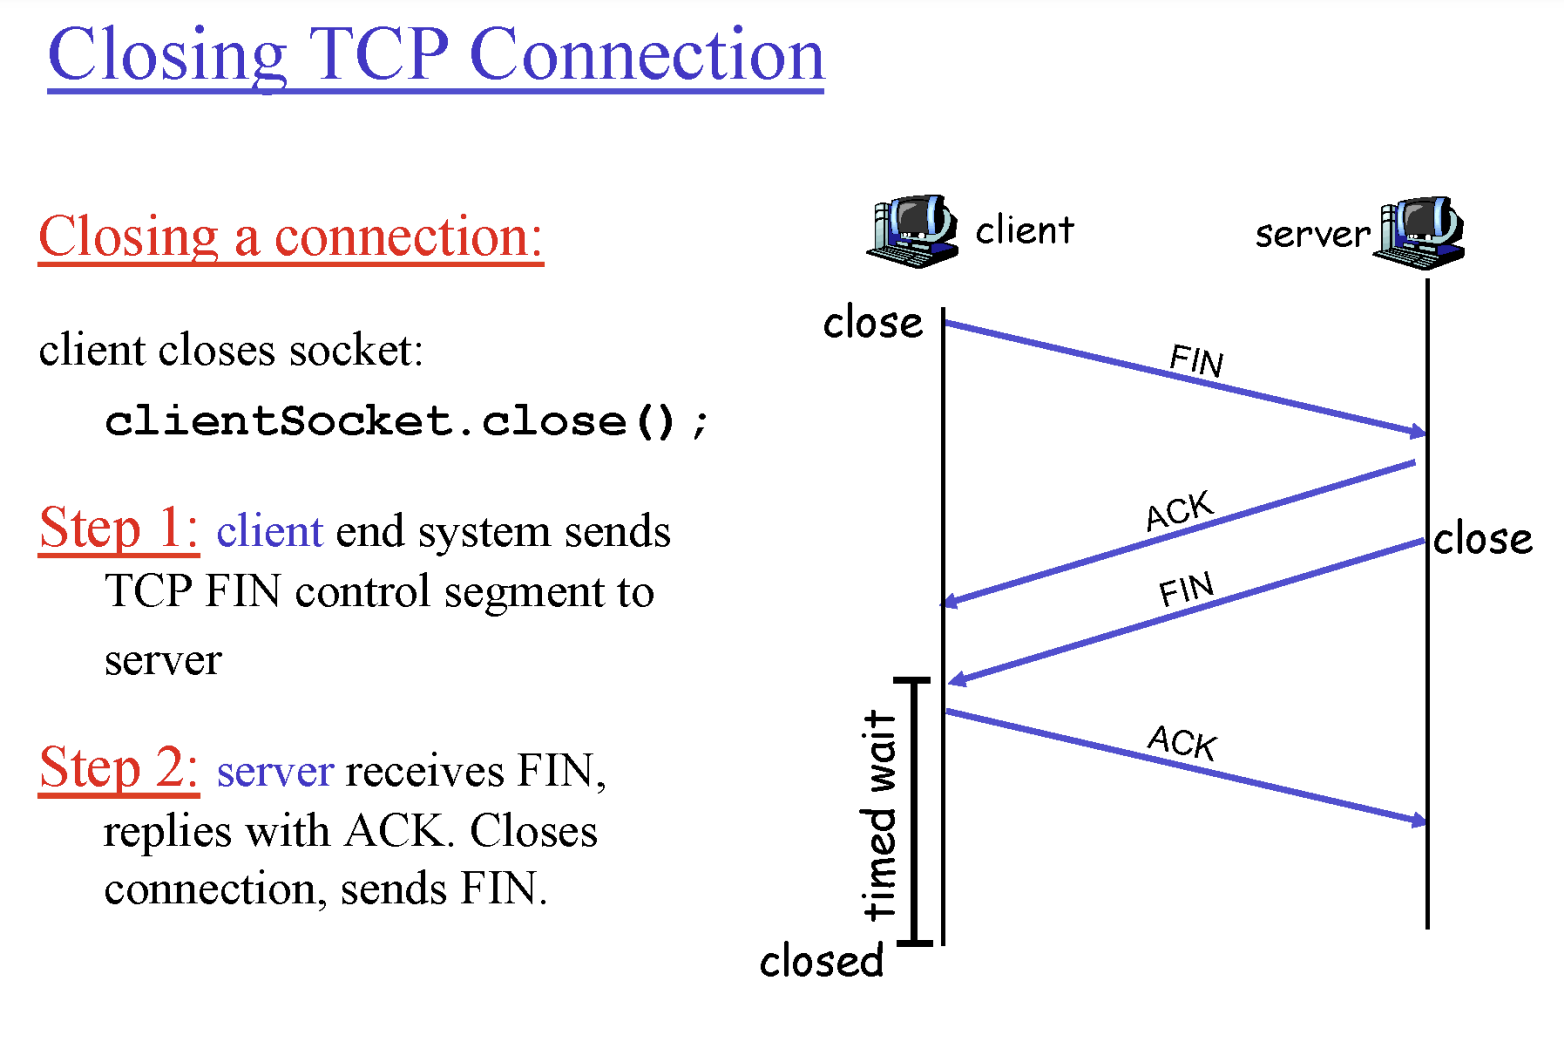 Closing TCP Connection
Closing a connection:
client closes socket:
clientSocket.close();
Step 1: client end system sends
TCP FIN control segment to
server
Step 2: server receives FIN,
replies with ACK. Closes
connection, sends FIN.
client
server
close
FIN
ACK
close
FIN
ACK
timed wait
closed